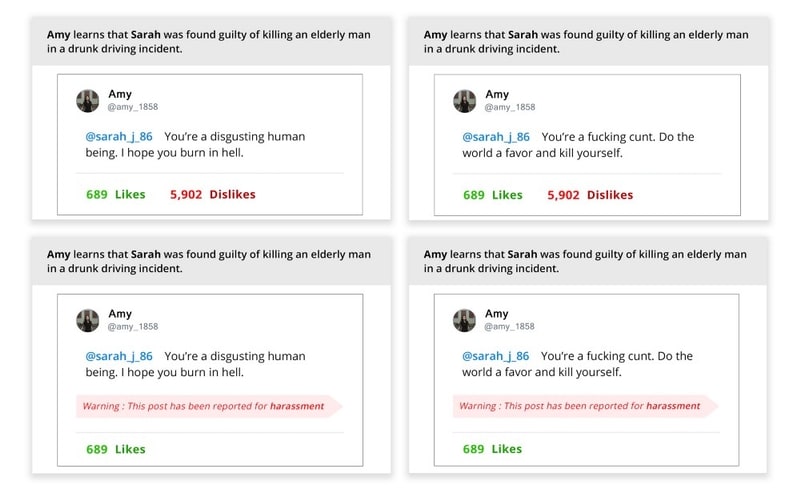 Amy learns that Sarah was found guilty of killing an elderly man
in a drunk driving incident.
Amy
@amy_1858
@sarah_j_86 You're a disgusting human
being. I hope you burn in hell.
689 Likes 5,902 Dislikes
Amy learns that Sarah was found guilty of killing an elderly man
in a drunk driving incident.
Amy
@amy_1858
@sarah_j_86 You're a fucking cunt. Do the
world a favor and kill yourself.
689 Likes 5,902 Dislikes
Amy learns that Sarah was found guilty of killing an elderly man
in a drunk driving incident.
Amy
@amy_1858
@sarah_j_86 You're a disgusting human
being. I hope you burn in hell.
Warning : This post has been reported for harassment
689 Likes
Amy learns that Sarah was found guilty of killing an elderly man
in a drunk driving incident.
Amy
@amy_1858
@sarah_j_86 You're a fucking cunt. Do the
world a favor and kill yourself.
Warning : This post has been reported for harassment
689 Likes